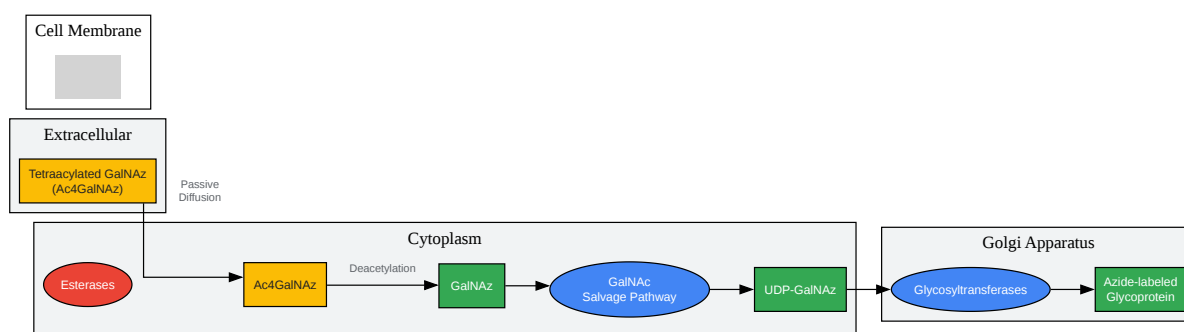 Cell Membrane
Extracellular
Tetraacylated GalNAz
(Ac4GalNAz)
Passive
Diffusion
Cytoplasm
Esterases
Ac4GalNAz
Deacetylation
GalNAz
GalNAc
Salvage Pathway
UDP-GalNAz
Golgi Apparatus
Glycosyltransferases
Azide-labeled
Glycoprotein